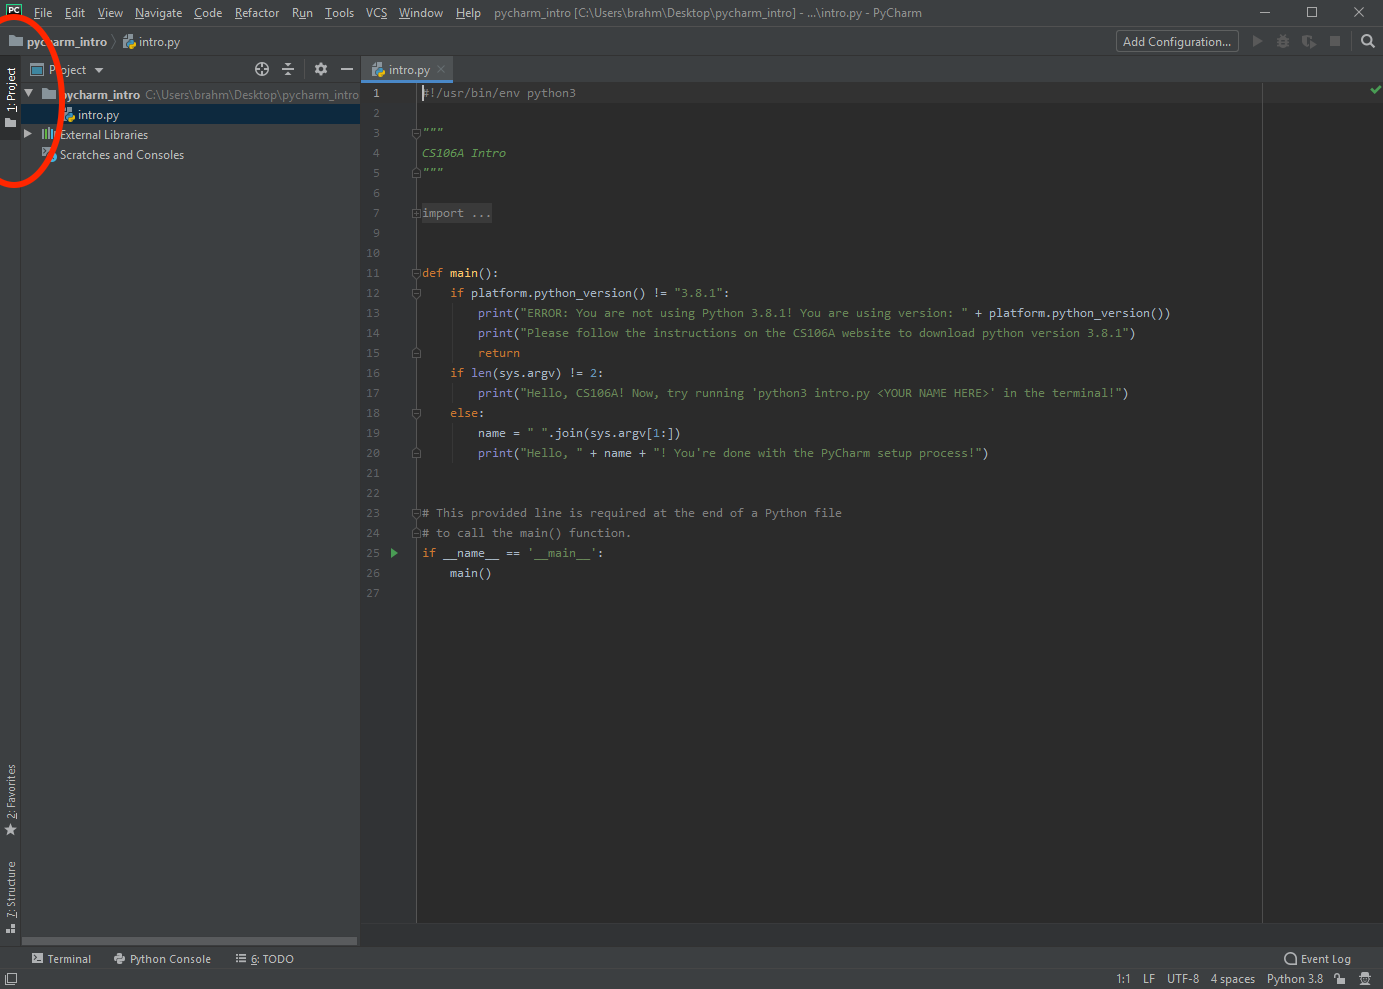 PC File Edit View Navigate Code Refactor Run Tools VCS Window Help pycharm_intro [C:\Users\brahm\Desktop\pycharm_intro] - ...\intro.py - PyCharm
pycharm_intro intro.py Add Configuration...
1: Project
Project
pycharm_intro C:\Users\brahm\Desktop\pycharm_intro
intro.py
External Libraries
Scratches and Consoles
2: Favorites
7: Structure
intro.py
1 #!/usr/bin/env python3
2
3 """
4 CS106A Intro
5 """
6
7 import ...
9
10
11 def main():
12 if platform.python_version() != "3.8.1":
13 print("ERROR: You are not using Python 3.8.1! You are using version: " + platform.python_version())
14 print("Please follow the instructions on the CS106A website to download python version 3.8.1")
15 return
16 if len(sys.argv) != 2:
17 print("Hello, CS106A! Now, try running 'python3 intro.py <YOUR NAME HERE>' in the terminal!")
18 else:
19 name = " ".join(sys.argv[1:])
20 print("Hello, " + name + "! You're done with the PyCharm setup process!")
21
22
23 # This provided line is required at the end of a Python file
24 # to call the main() function.
25 if __name__ == '__main__':
26 main()
27
Terminal Python Console 6: TODO Event Log
1:1 LF UTF-8 4 spaces Python 3.8